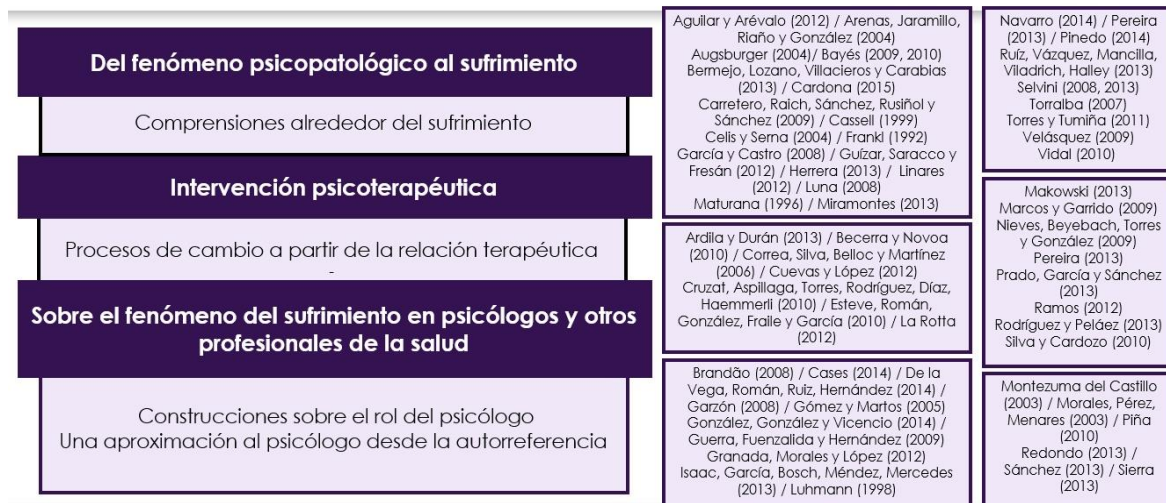 Del fenómeno psicopatológico al sufrimiento
Comprensiones alrededor del sufrimiento
Intervención psicoterapéutica
Procesos de cambio a partir de la relación terapéutica
-
Sobre el fenómeno del sufrimiento en psicólogos y otros
profesionales de la salud
Construcciones sobre el rol del psicólogo
Una aproximación al psicólogo desde la autorreferencia
Aguilar y Arévalo (2012) / Arenas, Jaramillo,
Riaño y González (2004)
Augsburger (2004)/ Bayés (2009, 2010)
Bermejo, Lozano, Villacieros y Carabias
(2013) / Cardona (2015)
Carretero, Raich, Sánchez, Rusiñol y
Sánchez (2009) / Cassell (1999)
Celis y Serna (2004) / Frankl (1992)
García y Castro (2008) / Guízar, Saracco y
Fresán (2012) / Herrera (2013) / Linares
(2012) / Luna (2008)
Maturana (1996) / Miramontes (2013)
Navarro (2014) / Pereira
(2013) / Pinedo (2014)
Ruíz, Vázquez, Mancilla,
Viladrich, Halley (2013)
Selvini (2008, 2013)
Torralba (2007)
Torres y Tumiña (2011)
Velásquez (2009)
Vidal (2010)
Ardila y Durán (2013) / Becerra y Novoa
(2010) / Correa, Silva, Belloc y Martínez
(2006) / Cuevas y López (2012)
Cruzat, Aspillaga, Torres, Rodríguez, Díaz,
Haemmerli (2010) / Esteve, Román,
González, Fraile y García (2010) / La Rotta
(2012)
Makowski (2013)
Marcos y Garrido (2009)
Nieves, Beyebach, Torres
y González (2009)
Pereira (2013)
Prado, García y Sánchez
(2013)
Ramos (2012)
Rodríguez y Peláez (2013)
Silva y Cardozo (2010)
Brandão (2008) / Cases (2014) / De la
Vega, Román, Ruiz, Hernández (2014) /
Garzón (2008) / Gómez y Martos (2005)
González, González y Vicencio (2014) /
Guerra, Fuenzalida y Hernández (2009)
Granada, Morales y López (2012)
Isaac, García, Bosch, Méndez, Mercedes
(2013) / Luhmann (1998)
Montezuma del Castillo
(2003) / Morales, Pérez,
Menares (2003) / Piña
(2010)
Redondo (2013) /
Sánchez (2013) / Sierra
(2013)